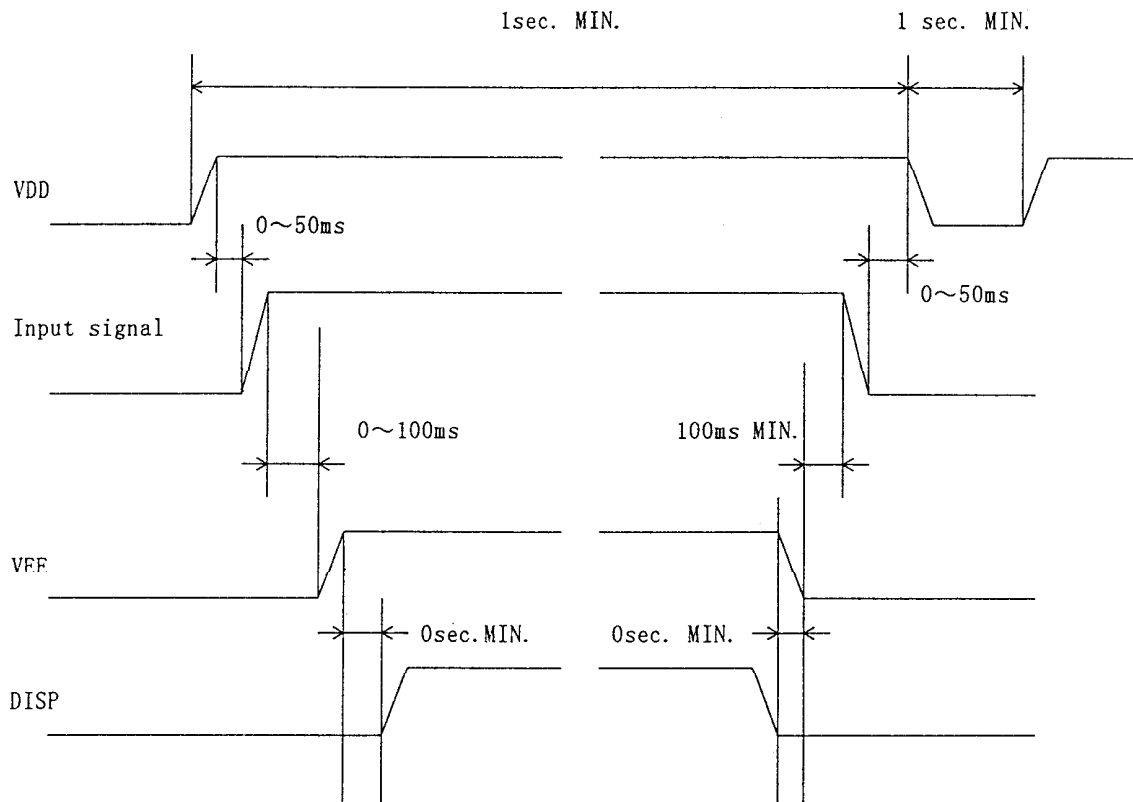 1sec. MIN.
1 sec. MIN.
VDD
0～50ms
0～50ms
Input signal
0～100ms
100ms MIN.
VEE
0sec. MIN.
0sec. MIN.
DISP